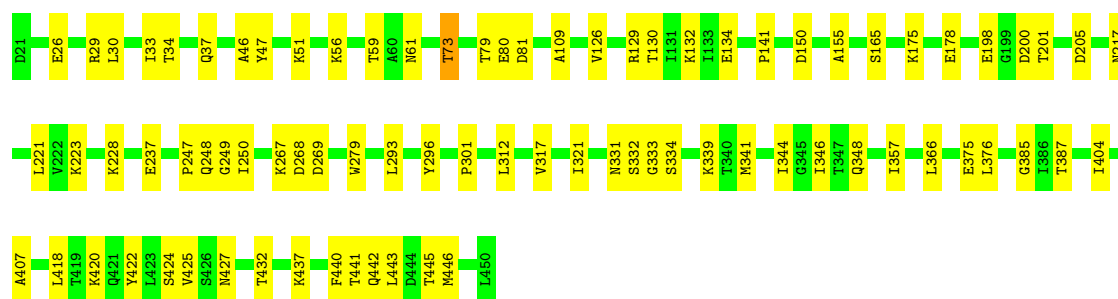 D21 E26 R29 L30 I33 T34 Q37 A46 Y47 K51 K56 T59 A60 N61 T73 T79 E80 D81 A109 V126 R129 T130 I131 K132 I133 E134 P141 D150 A155 S165 K175 E178 E198 G199 D200 T201 D205 N217
L221 V222 K223 K228 E237 P247 Q248 G249 I250 K267 D268 D269 W279 L293 Y296 P301 L312 V317 I321 N331 S332 G333 S334 K339 T340 M341 I344 G345 I346 T347 Q348 I357 L366 E375 L376 G385 I386 T387 I404
A407 L418 T419 K420 Q421 Y422 L423 S424 V425 S426 N427 T432 K437 F440 T441 Q442 L443 D444 T445 M446 L450